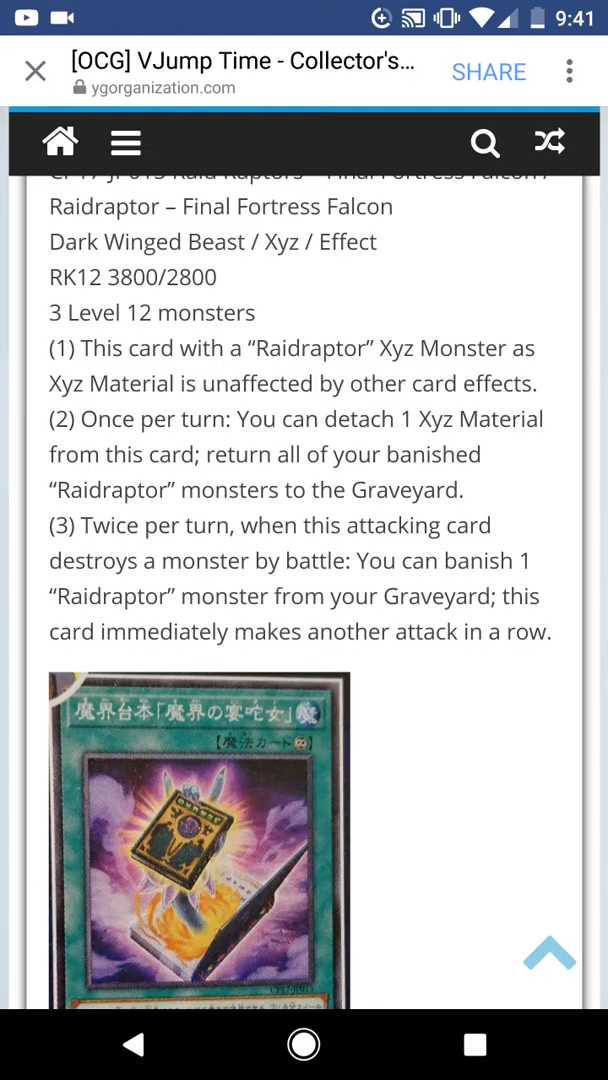 9:41
[OCG] VJump Time - Collector's...
SHARE
ygorganization.com
Raidraptor – Final Fortress Falcon
Dark Winged Beast / Xyz / Effect
RK12 3800/2800
3 Level 12 monsters
(1) This card with a “Raidraptor” Xyz Monster as
Xyz Material is unaffected by other card effects.
(2) Once per turn: You can detach 1 Xyz Material
from this card; return all of your banished
“Raidraptor” monsters to the Graveyard.
(3) Twice per turn, when this attacking card
destroys a monster by battle: You can banish 1
“Raidraptor” monster from your Graveyard; this
card immediately makes another attack in a row.
魔界台本「魔界の宴咜女」
魔
【魔法カード】